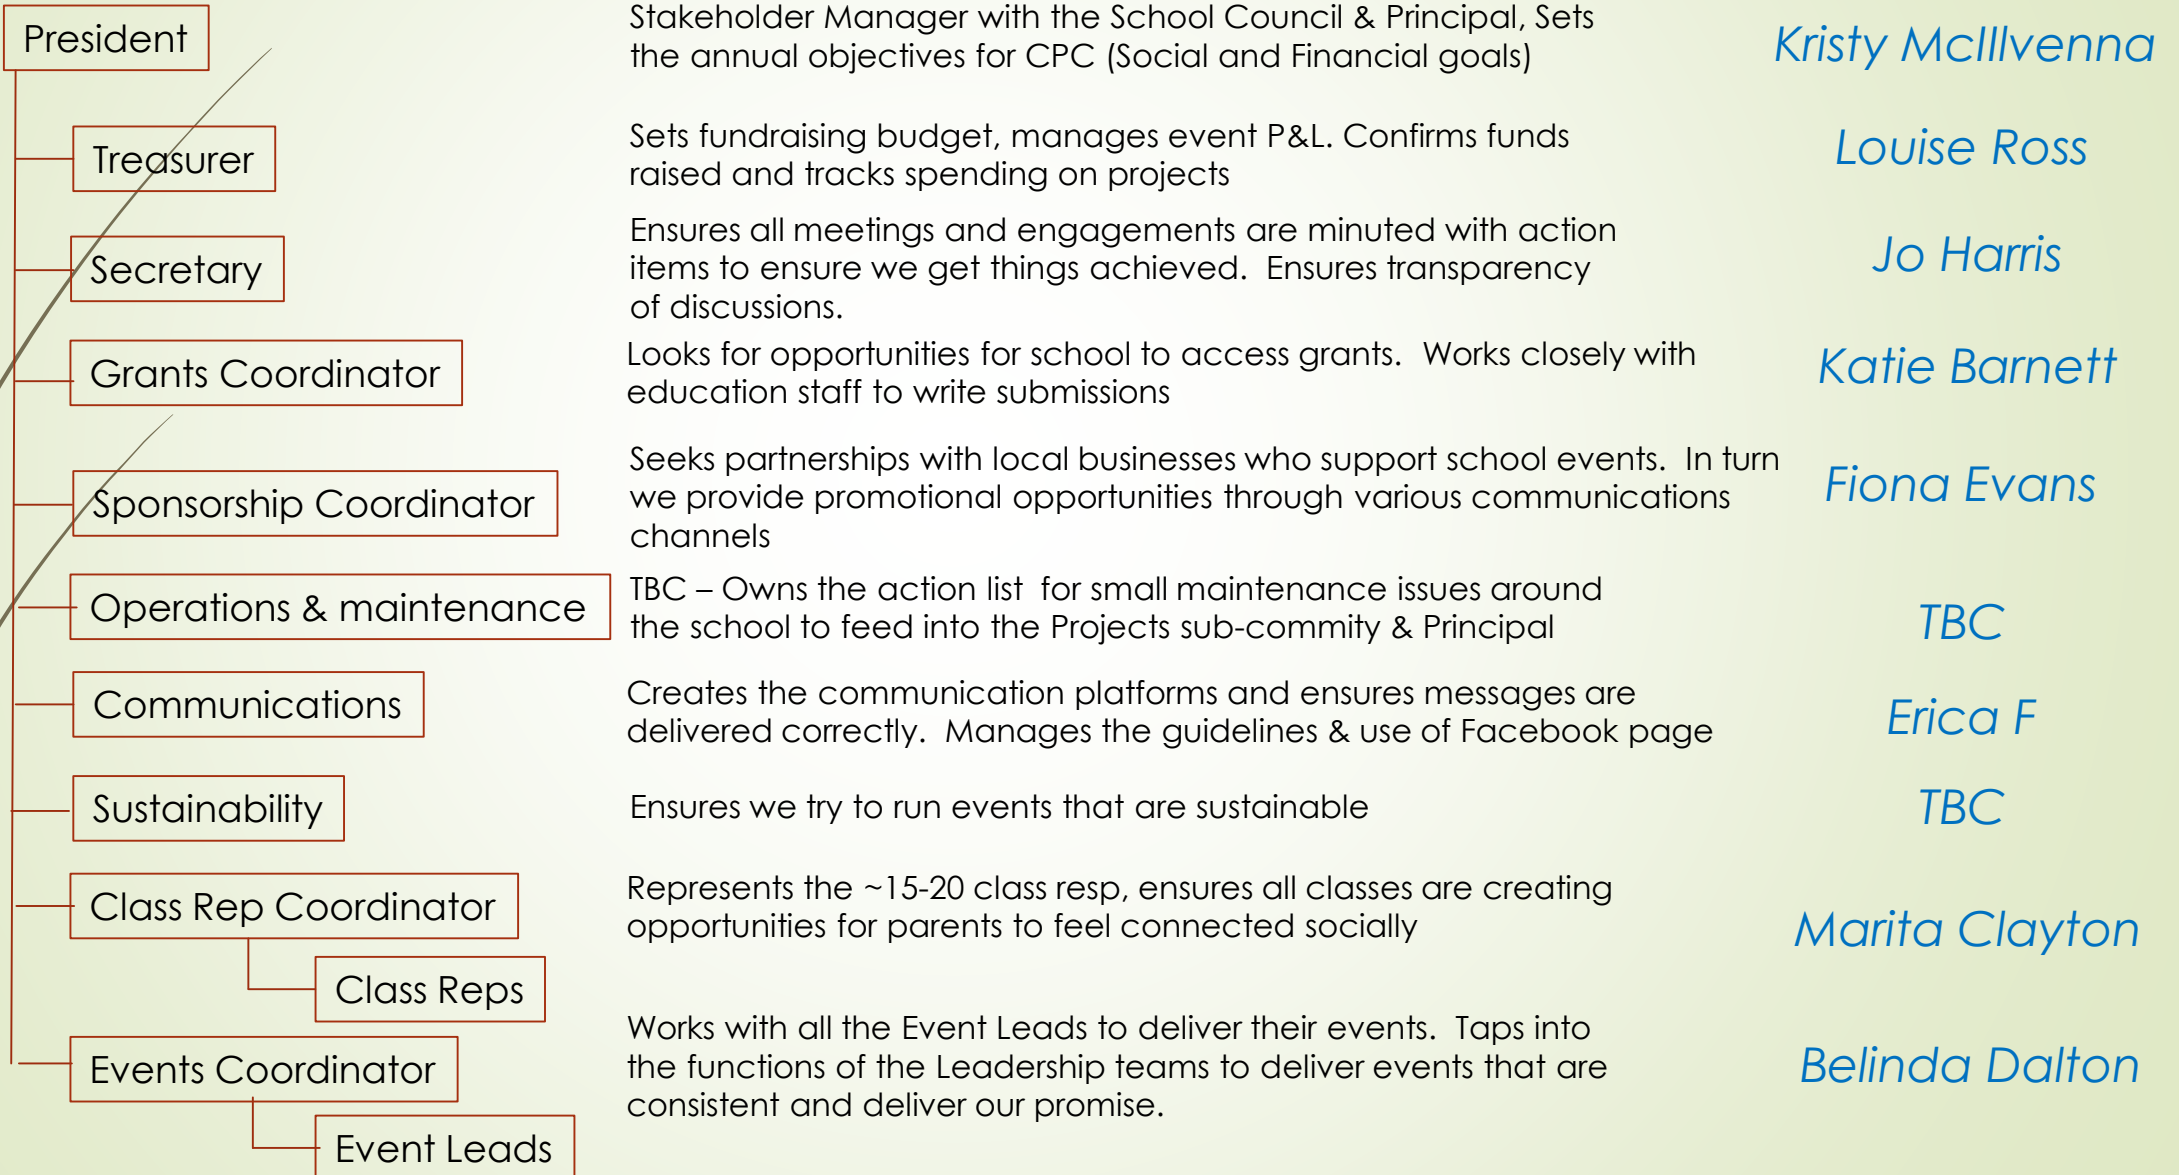 President
Stakeholder Manager with the School Council & Principal, Sets
the annual objectives for CPC (Social and Financial goals)
Kristy McIllvenna
Treasurer
Sets fundraising budget, manages event P&L. Confirms funds
raised and tracks spending on projects
Louise Ross
Secretary
Ensures all meetings and engagements are minuted with action
items to ensure we get things achieved.  Ensures transparency
of discussions.
Jo Harris
Grants Coordinator
Looks for opportunities for school to access grants.  Works closely with
education staff to write submissions
Katie Barnett
Sponsorship Coordinator
Seeks partnerships with local businesses who support school events.  In turn
we provide promotional opportunities through various communications
channels
Fiona Evans
Operations & maintenance
TBC – Owns the action list  for small maintenance issues around
the school to feed into the Projects sub-commity & Principal
TBC
Communications
Creates the communication platforms and ensures messages are
delivered correctly.  Manages the guidelines & use of Facebook page
Erica F
Sustainability
Ensures we try to run events that are sustainable
TBC
Class Rep Coordinator
Represents the ~15-20 class resp, ensures all classes are creating
opportunities for parents to feel connected socially
Marita Clayton
Class Reps
Events Coordinator
Works with all the Event Leads to deliver their events.  Taps into
the functions of the Leadership teams to deliver events that are
consistent and deliver our promise.
Belinda Dalton
Event Leads